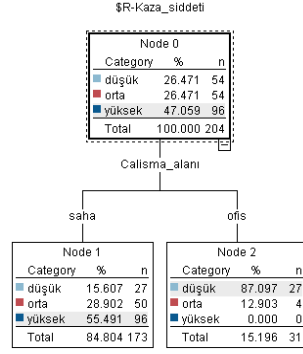 $R-Kaza_siddeti
Node 0
Category % n
düşük 26.471 54
orta 26.471 54
yüksek 47.059 96
Total 100.000 204
Calisma_alanı
saha
ofis
Node 1
Category % n
düşük 15.607 27
orta 28.902 50
yüksek 55.491 96
Total 84.804 173
Node 2
Category % n
düşük 87.097 27
orta 12.903 4
yüksek 0.000 0
Total 15.196 31